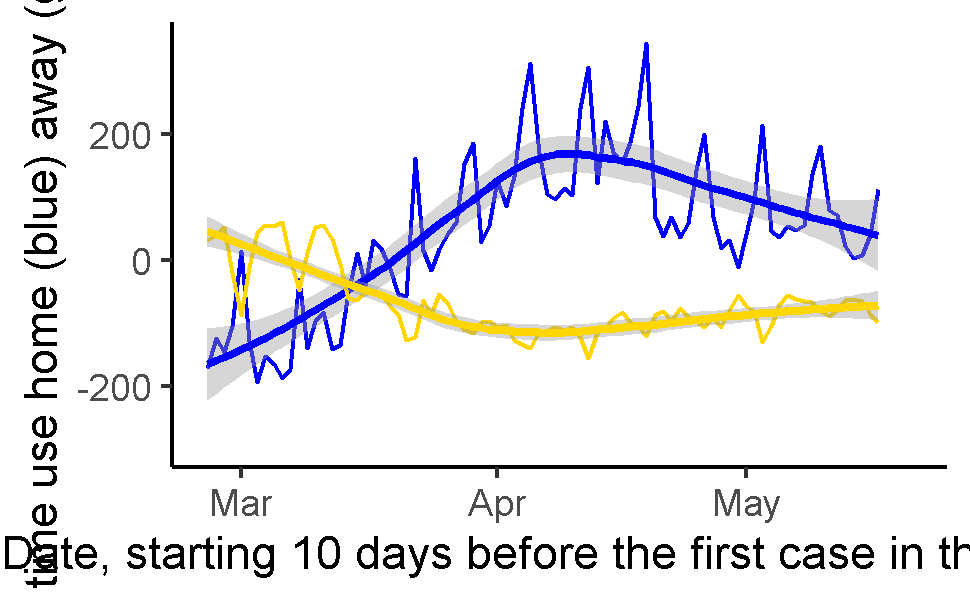 time use home (blue) away (g
200
0
-200
Mar Apr May
Date, starting 10 days before the first case in th